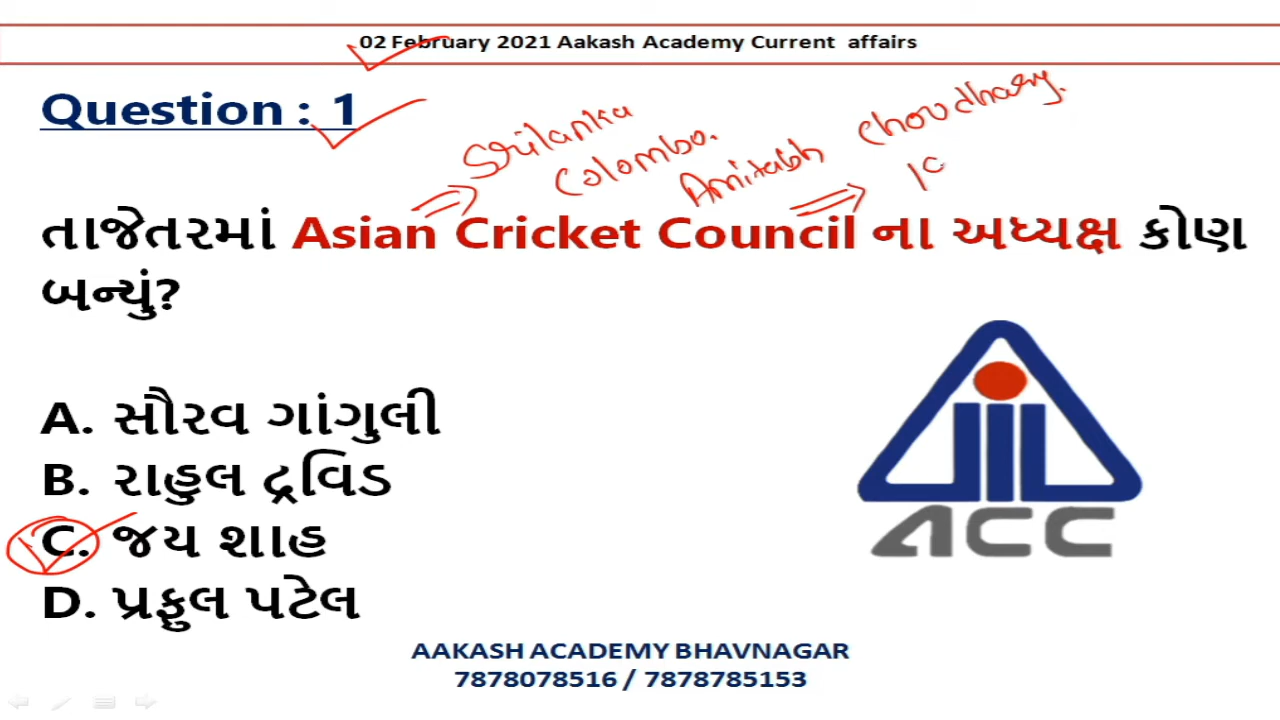 02 February 2021 Aakash Academy Current affairs
Question : 1
Srilanka
Colombo.
Amitabh Choudhary.
તાજેતરમાં Asian Cricket Council ના અધ્યક્ષ કોણ
બન્યું?
A. સૌરવ ગાંગુલી
B. રાહુલ દ્રવિડ
C. જય શાહ
D. પ્રફુલ પટેલ
ACC
AAKASH ACADEMY BHAVNAGAR
7878078516 / 7878785153